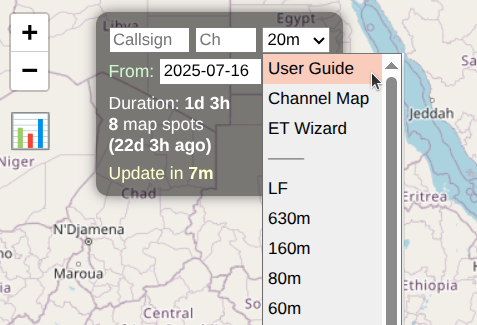 Libya
Egypt
+
−
Callsign
Ch
20m
From:
2025-07-16
Duration: 1d 3h
8 map spots
(22d 3h ago)
Update in 7m
User Guide
Channel Map
ET Wizard
LF
630m
160m
80m
60m
Jeddah
Niger
Chad
Eritrea
N'Djamena
Maroua
Ethiopia
Central